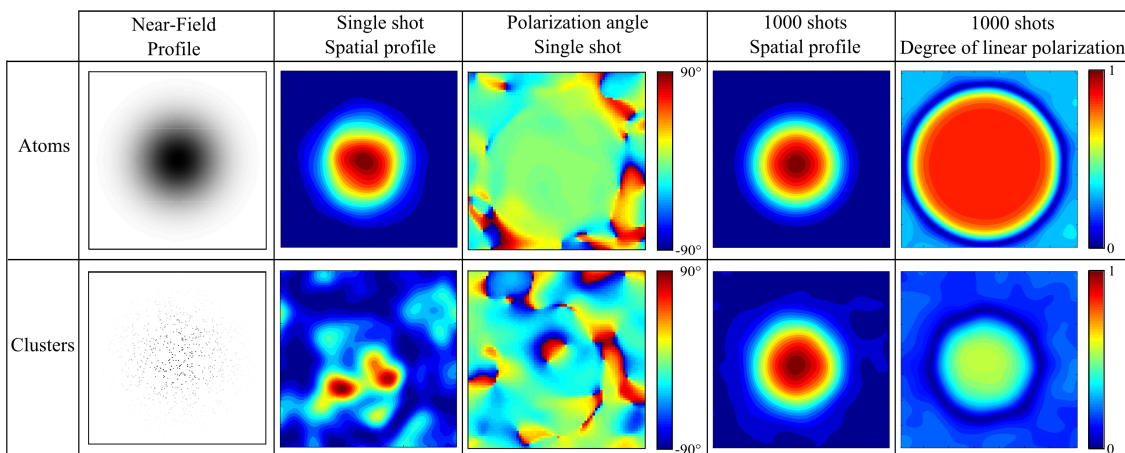 Near-Field
Profile
Single shot
Spatial profile
Polarization angle
Single shot
1000 shots
Spatial profile
1000 shots
Degree of linear polarization
Atoms
90°
-90°
1
0
Clusters
90°
-90°
1
0